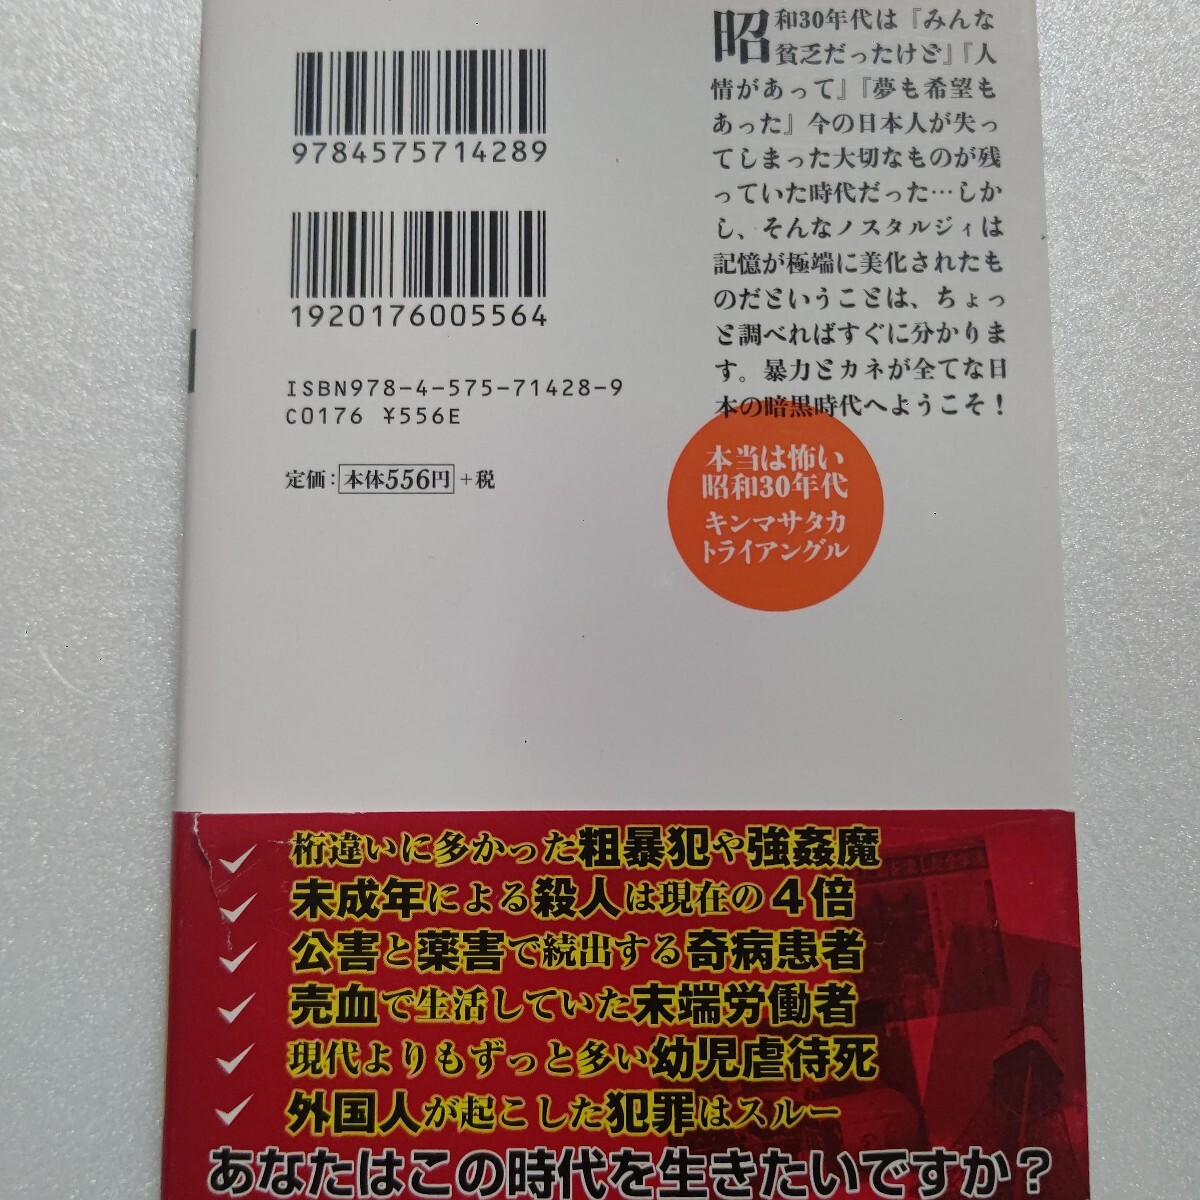 9784575714289
1920176005564
ISBN978-4-575-71428-9
C0176 ¥556E
定価：本体556円＋税
昭和30年代は『みんな
貧乏だったけど』『人
情があって』『夢も希望も
あった』今の日本人が失っ
てしまった大切なものが残
っていた時代だった…しか
し、そんなノスタルジィは
記憶が極端に美化されたも
のだということは、ちょっ
と調べればすぐに分かりま
す。暴力とカネが全てな日
本の暗黒時代へようこそ！
本当は怖い
昭和30年代
キンマサタカ
トライアングル
桁違いに多かった粗暴犯や強姦魔
未成年による殺人は現在の４倍
公害と薬害で続出する奇病患者
売血で生活していた末端労働者
現代よりもずっと多い幼児虐待死
外国人が起こした犯罪はスルー
あなたはこの時代を生きたいですか？